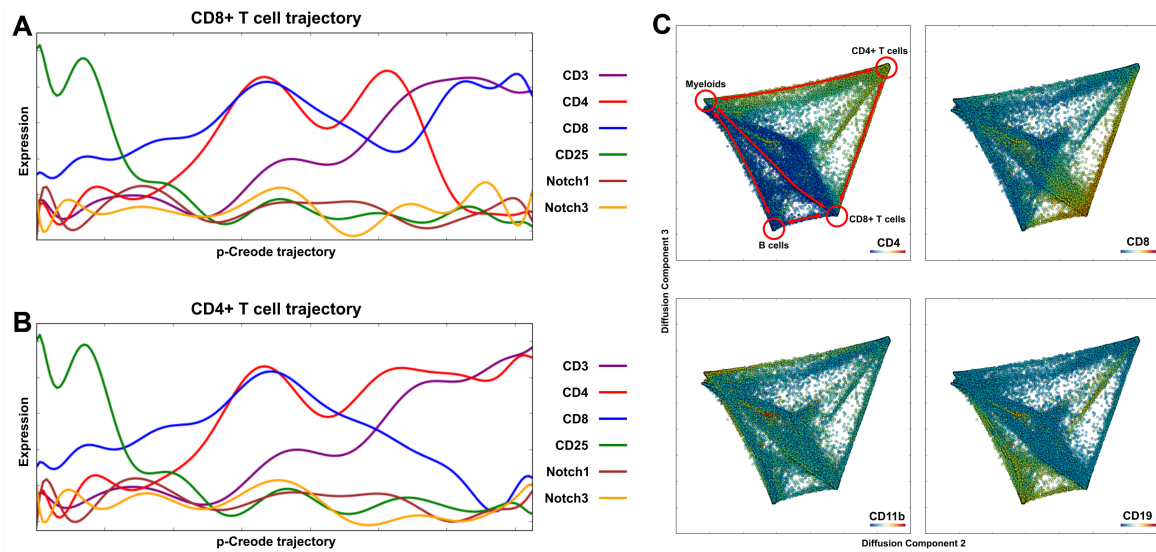 A
CD8+ T cell trajectory
Expression
p-Creode trajectory
CD3
CD4
CD8
CD25
Notch1
Notch3
B
CD4+ T cell trajectory
Expression
p-Creode trajectory
CD3
CD4
CD8
CD25
Notch1
Notch3
C
CD4+ T cells
Myeloids
CD8+ T cells
B cells
CD4
CD8
Diffusion Component 3
CD11b
CD19
Diffusion Component 2